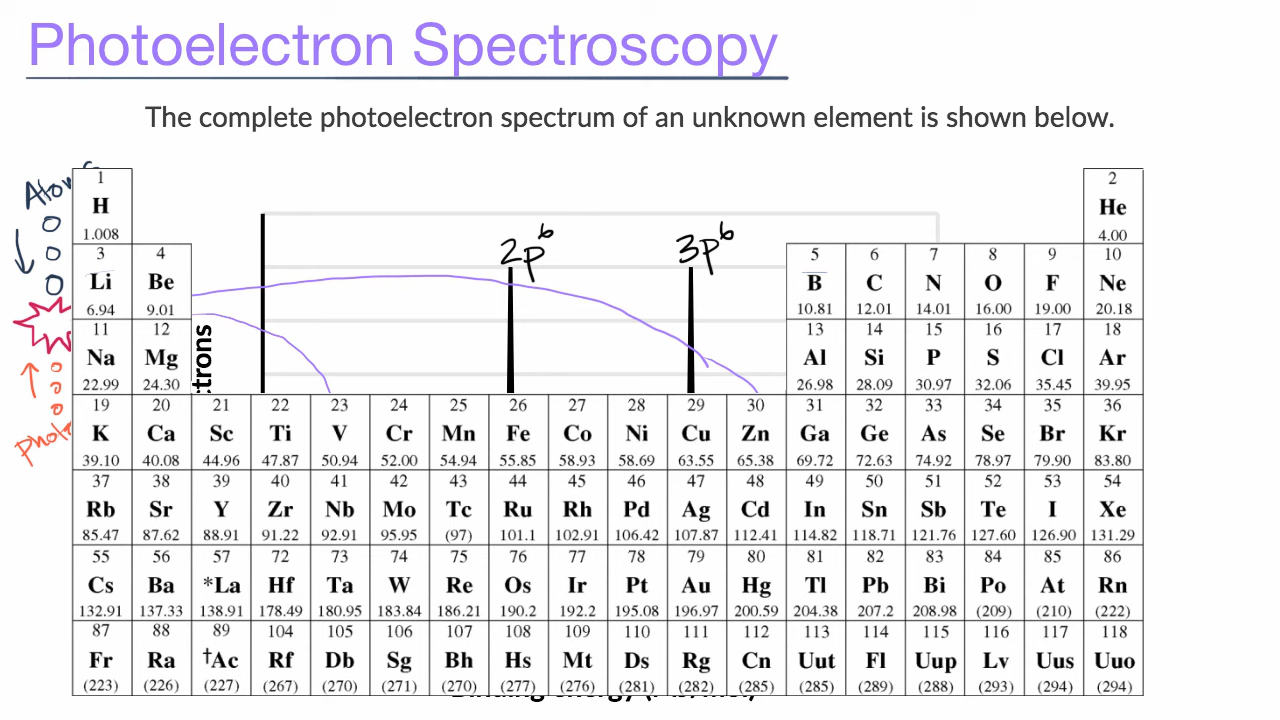 Photoelectron Spectroscopy
The complete photoelectron spectrum of an unknown element is shown below.
2p⁶ 3p⁶
1 2
H He
1.008 4.00
3 4 5 6 7 8 9 10
Li Be B C N O F Ne
6.94 9.01 10.81 12.01 14.01 16.00 19.00 20.18
11 12 13 14 15 16 17 18
Na Mg Al Si P S Cl Ar
22.99 24.30 26.98 28.09 30.97 32.06 35.45 39.95
19 20 21 22 23 24 25 26 27 28 29 30 31 32 33 34 35 36
K Ca Sc Ti V Cr Mn Fe Co Ni Cu Zn Ga Ge As Se Br Kr
39.10 40.08 44.96 47.87 50.94 52.00 54.94 55.85 58.93 58.69 63.55 65.38 69.72 72.63 74.92 78.97 79.90 83.80
37 38 39 40 41 42 43 44 45 46 47 48 49 50 51 52 53 54
Rb Sr Y Zr Nb Mo Tc Ru Rh Pd Ag Cd In Sn Sb Te I Xe
85.47 87.62 88.91 91.22 92.91 95.95 (97) 101.1 102.91 106.42 107.87 112.41 114.82 118.71 121.76 127.60 126.90 131.29
55 56 57 72 73 74 75 76 77 78 79 80 81 82 83 84 85 86
Cs Ba *La Hf Ta W Re Os Ir Pt Au Hg Tl Pb Bi Po At Rn
132.91 137.33 138.91 178.49 180.95 183.84 186.21 190.2 192.2 195.08 196.97 200.59 204.38 207.2 208.98 (209) (210) (222)
87 88 89 104 105 106 107 108 109 110 111 112 113 114 115 116 117 118
Fr Ra †Ac Rf Db Sg Bh Hs Mt Ds Rg Cn Uut Fl Uup Lv Uus Uuo
(223) (226) (227) (267) (270) (271) (270) (277) (276) (281) (282) (285) (285) (289) (288) (293) (294) (294)